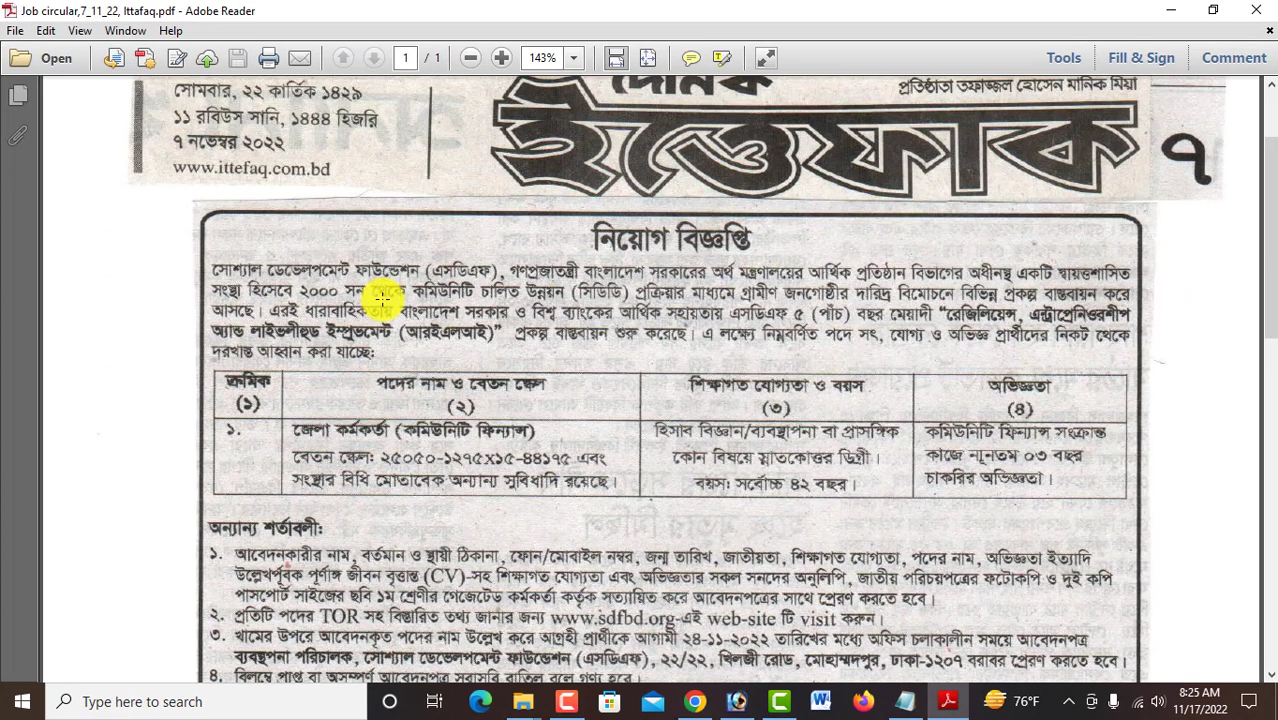 Job circular,7_11_22, Ittafaq.pdf - Adobe Reader
File Edit View Window Help
Open 1 / 1 143% Tools Fill & Sign Comment
সোমবার, ২২ কার্তিক ১৪২৯
১১ রবিউস সানি, ১৪৪৪ হিজরি
৭ নভেম্বর ২০২২
www.ittefaq.com.bd
দৈনিক
ইত্তেফাক
প্রতিষ্ঠাতা তফাজ্জল হোসেন মানিক মিয়া
৭
নিয়োগ বিজ্ঞপ্তি
সোশ্যাল ডেভেলপমেন্ট ফাউন্ডেশন (এসডিএফ), গণপ্রজাতন্ত্রী বাংলাদেশ সরকারের অর্থ মন্ত্রণালয়ের আর্থিক প্রতিষ্ঠান বিভাগের অধীনস্থ একটি স্বায়ত্তশাসিত
সংস্থা হিসেবে ২০০০ সন থেকে কমিউনিটি চালিত উন্নয়ন (সিডিডি) প্রক্রিয়ার মাধ্যমে গ্রামীণ জনগোষ্ঠীর দারিদ্র বিমোচনে বিভিন্ন প্রকল্প বাস্তবায়ন করে
আসছে। এরই ধারাবাহিকতায় বাংলাদেশ সরকার ও বিশ্ব ব্যাংকের আর্থিক সহায়তায় এসডিএফ ৫ (পাঁচ) বছর মেয়াদী “রেজিলিয়েন্স, এন্ট্রাপ্রেনিওরশীপ
অ্যান্ড লাইভলীহুড ইম্প্রুভমেন্ট (আরইএলআই)” প্রকল্প বাস্তবায়ন শুরু করেছে। এ লক্ষ্যে নিম্নবর্ণিত পদে সৎ, যোগ্য ও অভিজ্ঞ প্রার্থীদের নিকট থেকে
দরখাস্ত আহ্বান করা যাচ্ছে:
ক্রমিক পদের নাম ও বেতন স্কেল শিক্ষাগত যোগ্যতা ও বয়স অভিজ্ঞতা
(১) (২) (৩) (৪)
১. জেলা কর্মকর্তা (কমিউনিটি ফিন্যান্স) হিসাব বিজ্ঞান/ব্যবস্থাপনা বা প্রাসঙ্গিক কমিউনিটি ফিন্যান্স সংক্রান্ত
বেতন স্কেল: ২৫০৫০-১২৭৫X১৫-৪৪১৭৫ এবং কোন বিষয়ে স্নাতকোত্তর ডিগ্রী। কাজে ন্যূনতম ০৩ বছর
সংস্থার বিধি মোতাবেক অন্যান্য সুবিধাদি রয়েছে। বয়স: সর্বোচ্চ ৪২ বছর। চাকরির অভিজ্ঞতা।
অন্যান্য শর্তাবলী:
১. আবেদনকারীর নাম, বর্তমান ও স্থায়ী ঠিকানা, ফোন/মোবাইল নম্বর, জন্ম তারিখ, জাতীয়তা, শিক্ষাগত যোগ্যতা, পদের নাম, অভিজ্ঞতা ইত্যাদি
উল্লেখপূর্বক পূর্ণাঙ্গ জীবন বৃত্তান্ত (CV)-সহ শিক্ষাগত যোগ্যতা এবং অভিজ্ঞতার সকল সনদের অনুলিপি, জাতীয় পরিচয়পত্রের ফটোকপি ও দুই কপি
পাসপোর্ট সাইজের ছবি ১ম শ্রেণীর গেজেটেড কর্মকর্তা কর্তৃক সত্যায়িত করে আবেদনপত্রের সাথে প্রেরণ করতে হবে।
২. প্রতিটি পদের TOR সহ বিস্তারিত তথ্য জানার জন্য www.sdfbd.org-এই web-site টি visit করুন।
৩. খামের উপরে আবেদনকৃত পদের নাম উল্লেখ করে আগ্রহী প্রার্থীকে আগামী ২৪-১১-২০২২ তারিখের মধ্যে অফিস চলাকালীন সময়ে আবেদনপত্র
ব্যবস্থাপনা পরিচালক, সোশ্যাল ডেভেলপমেন্ট ফাউন্ডেশন (এসডিএফ), ২২/২২, খিলজী রোড, মোহাম্মদপুর, ঢাকা-১২০৭ বরাবর প্রেরণ করতে হবে।
৪. বিলম্বে প্রাপ্ত বা অসম্পূর্ণ আবেদনপত্র সরাসরি বাতিল বলে গণ্য হবে।
Type here to search
76°F
8:25 AM
11/17/2022